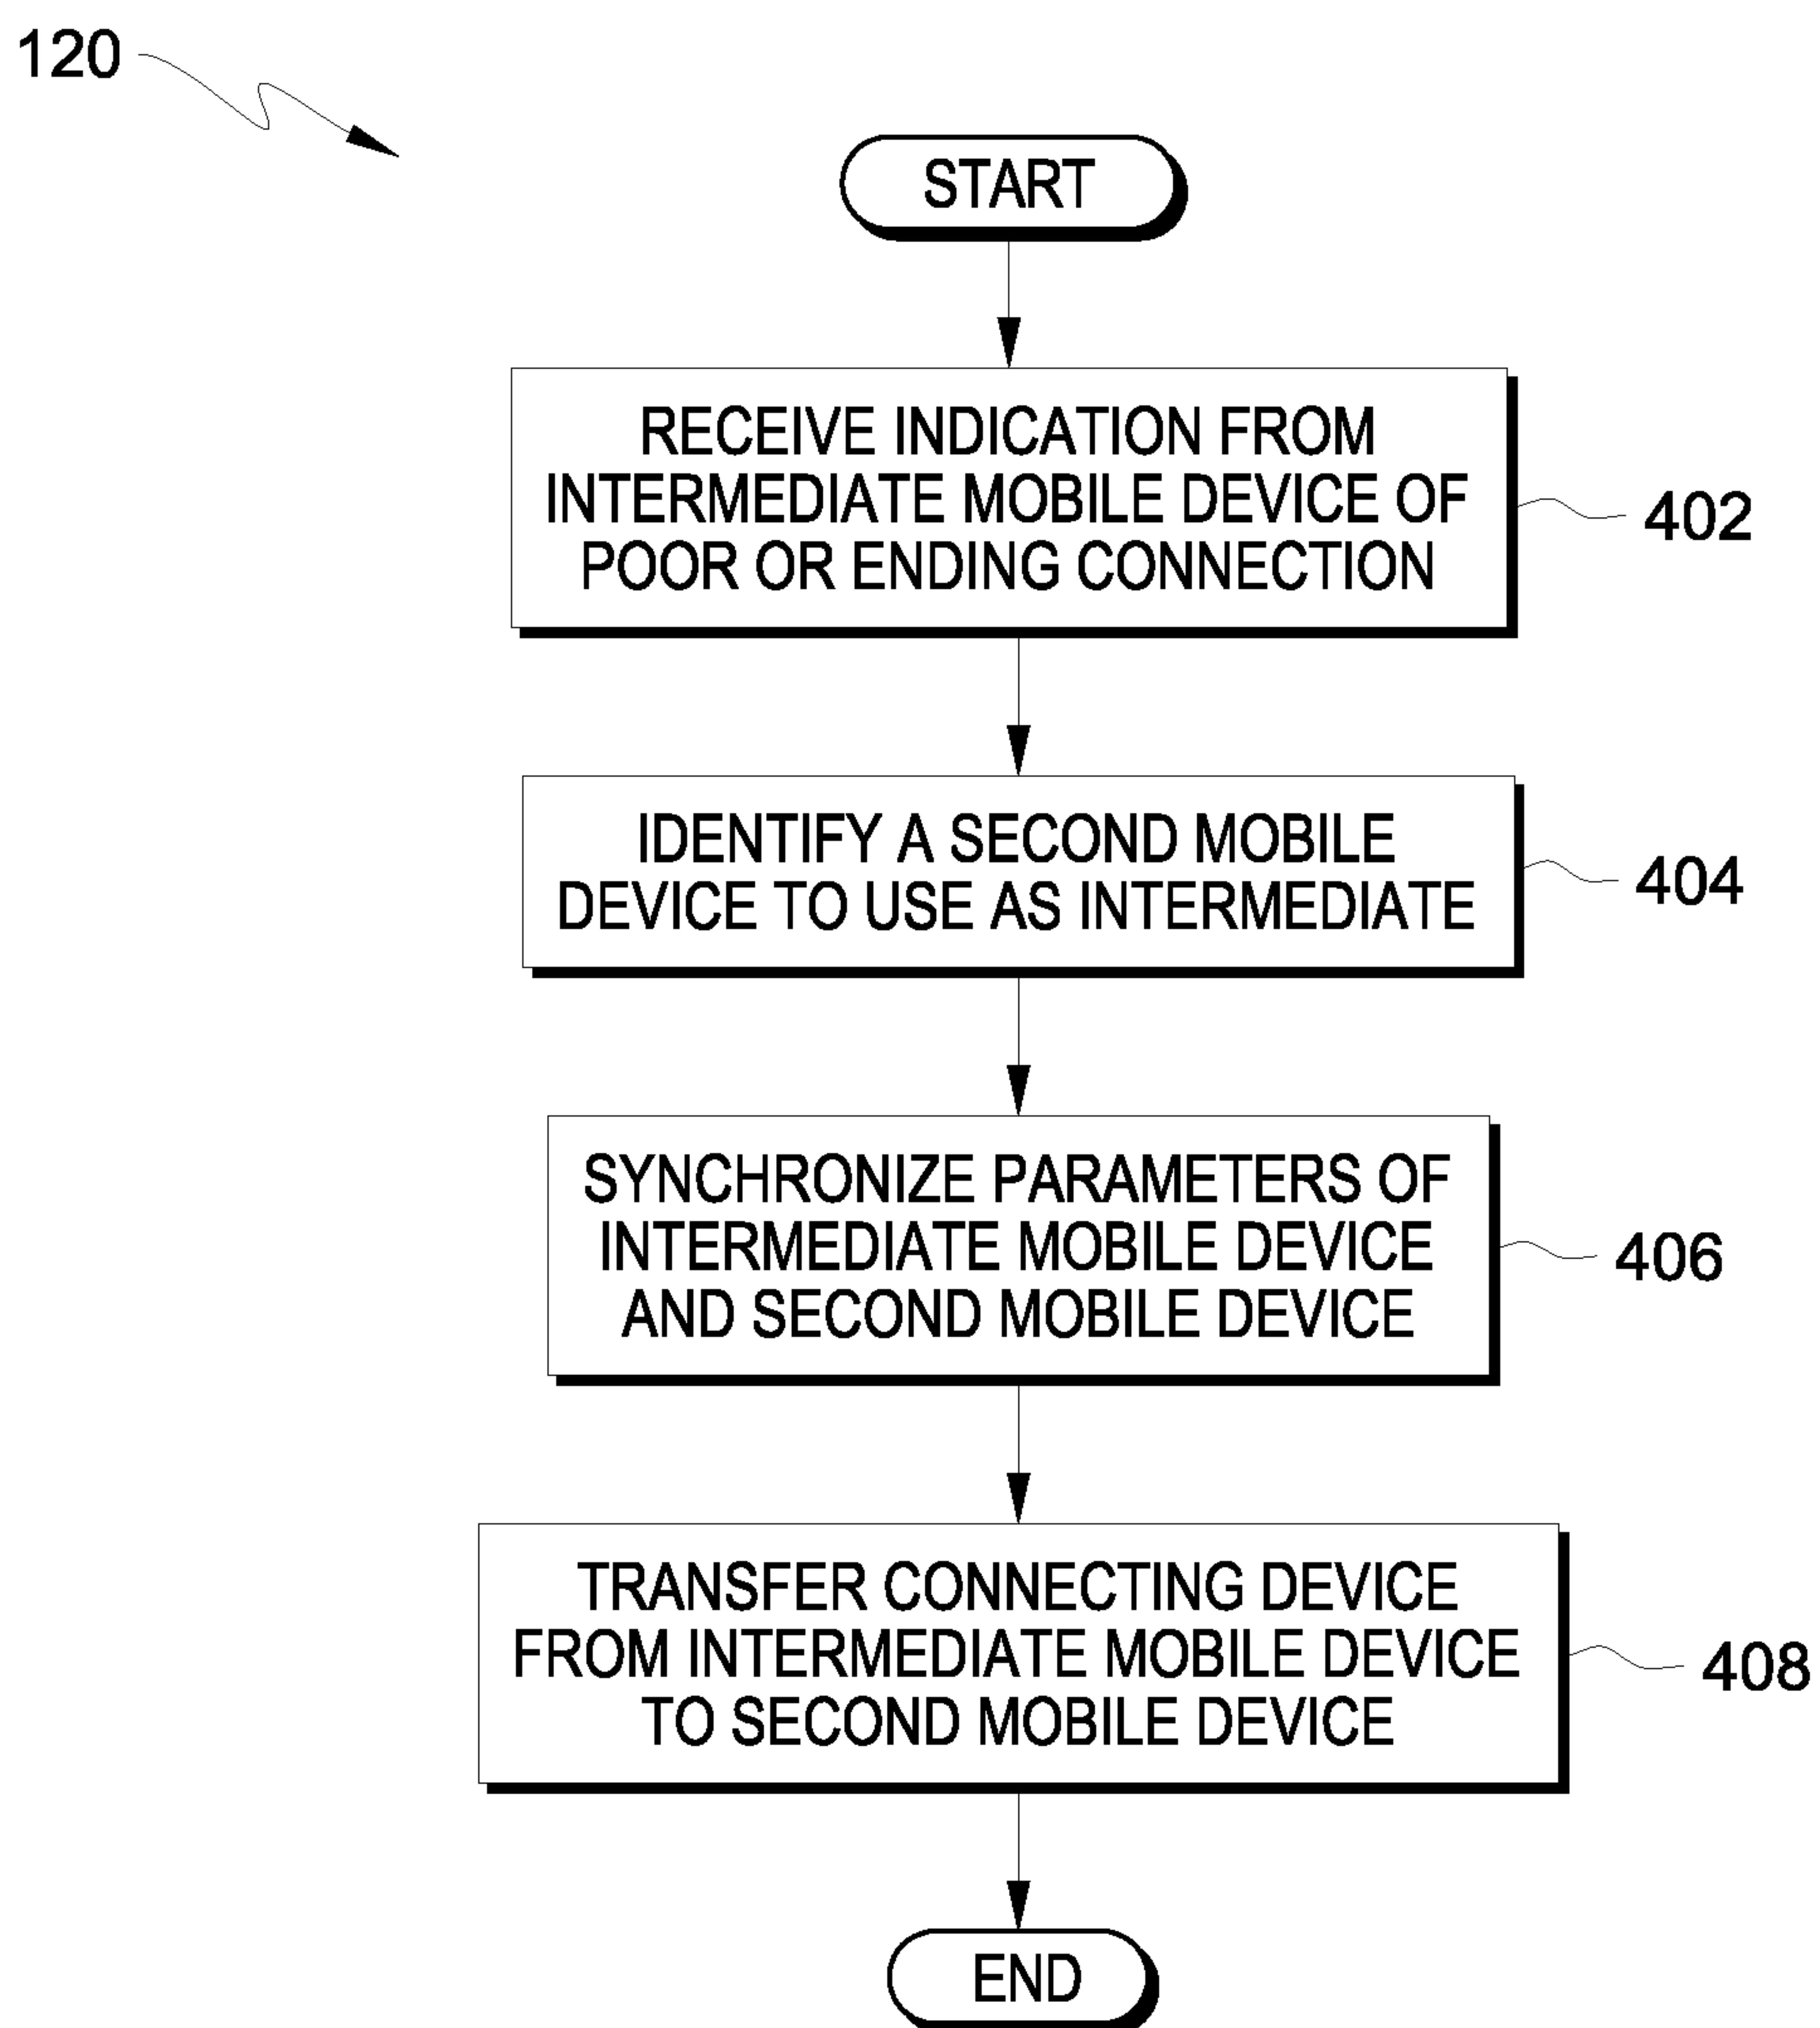 120
START
RECEIVE INDICATION FROM
INTERMEDIATE MOBILE DEVICE OF
POOR OR ENDING CONNECTION
402
IDENTIFY A SECOND MOBILE
DEVICE TO USE AS INTERMEDIATE
404
SYNCHRONIZE PARAMETERS OF
INTERMEDIATE MOBILE DEVICE
AND SECOND MOBILE DEVICE
406
TRANSFER CONNECTING DEVICE
FROM INTERMEDIATE MOBILE DEVICE
TO SECOND MOBILE DEVICE
408
END